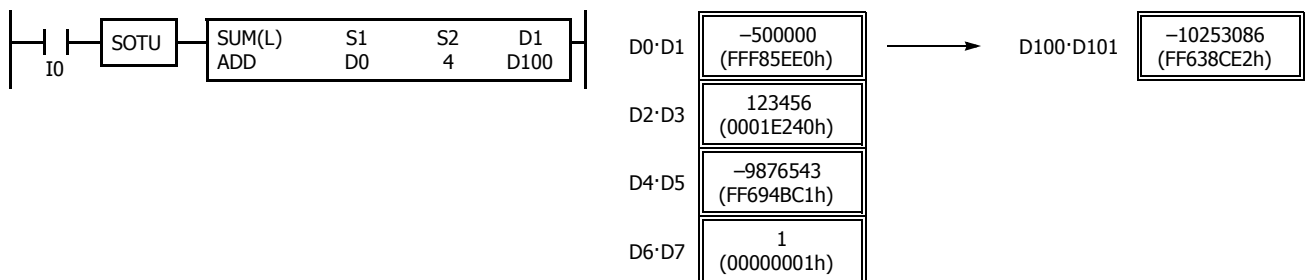 SOTU
SUM(L) S1 S2 D1
ADD D0 4 D100
I0
D0·D1
–500000
(FFF85EE0h)
D100·D101
–10253086
(FF638CE2h)
D2·D3
123456
(0001E240h)
D4·D5
–9876543
(FF694BC1h)
D6·D7
1
(00000001h)